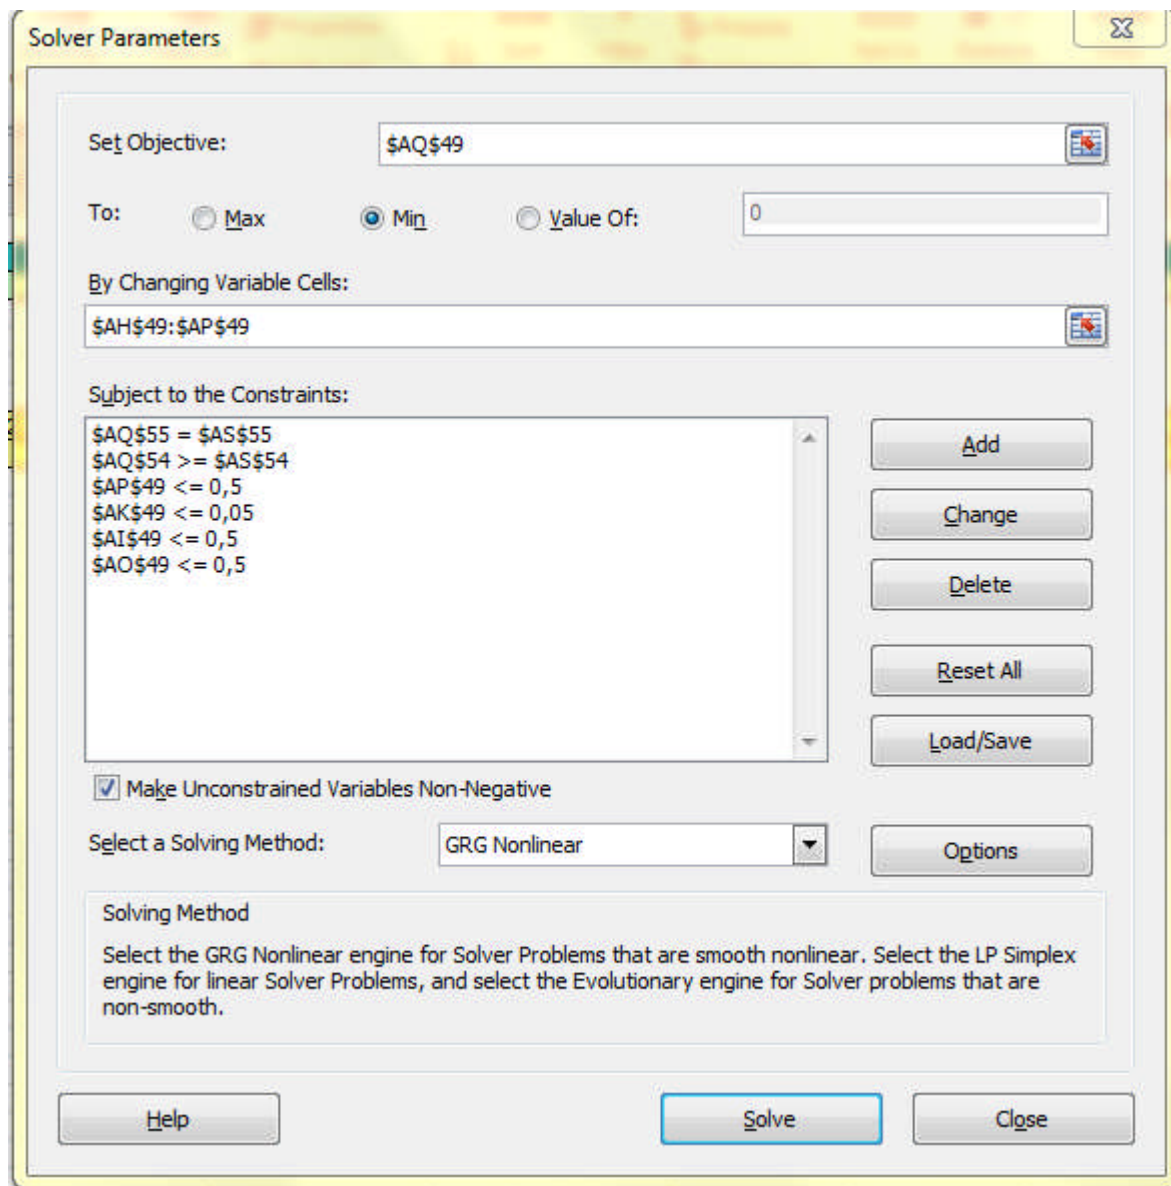 Solver Parameters
Set Objective: $AQ$49
To: Max Min Value Of: 0
By Changing Variable Cells:
$AH$49:$AP$49
Subject to the Constraints:
$AQ$55 = $AS$55
$AQ$54 >= $AS$54
$AP$49 <= 0,5
$AK$49 <= 0,05
$AI$49 <= 0,5
$AO$49 <= 0,5
Add
Change
Delete
Reset All
Load/Save
Make Unconstrained Variables Non-Negative
Select a Solving Method: GRG Nonlinear Options
Solving Method
Select the GRG Nonlinear engine for Solver Problems that are smooth nonlinear. Select the LP Simplex
engine for linear Solver Problems, and select the Evolutionary engine for Solver problems that are
non-smooth.
Help Solve Close